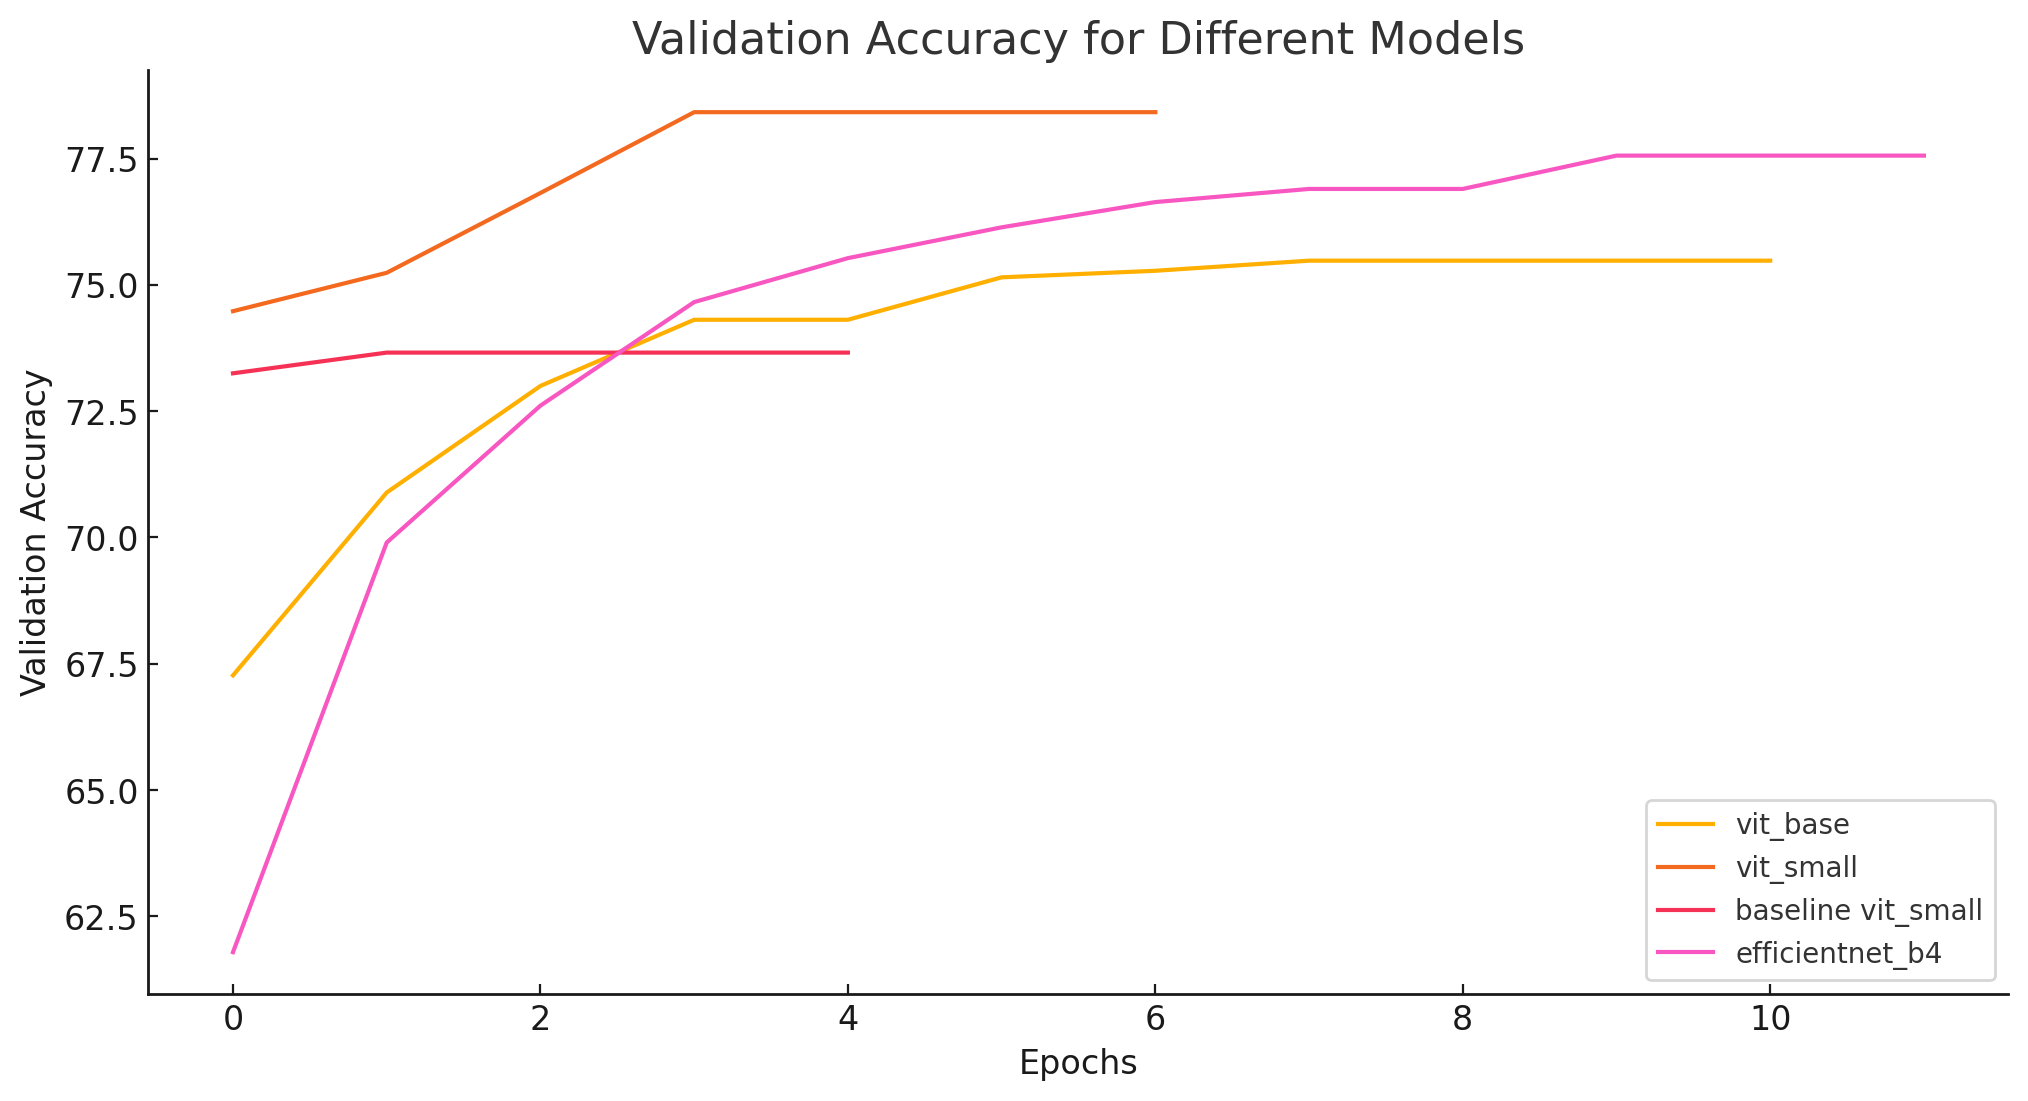 Validation Accuracy for Different Models
Validation Accuracy
77.5
75.0
72.5
70.0
67.5
65.0
62.5
0 2 4 6 8 10
Epochs
vit_base
vit_small
baseline vit_small
efficientnet_b4